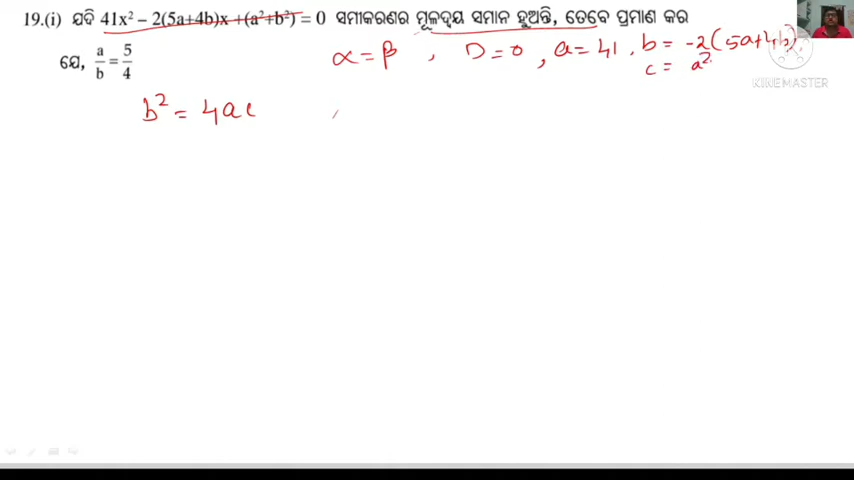 19.(i) ଯଦି 41x² – 2(5a+4b)x +(a²+b²) = 0 ସମୀକରଣର ମୂଳଦ୍ୱୟ ସମାନ ହୁଅନ୍ତି, ତେବେ ପ୍ରମାଣ କର
ଯେ, a/b = 5/4
α = β , D = 0 , a = 41, b = -2(5a+4b)
c = a²
b² = 4ac
KINEMASTER